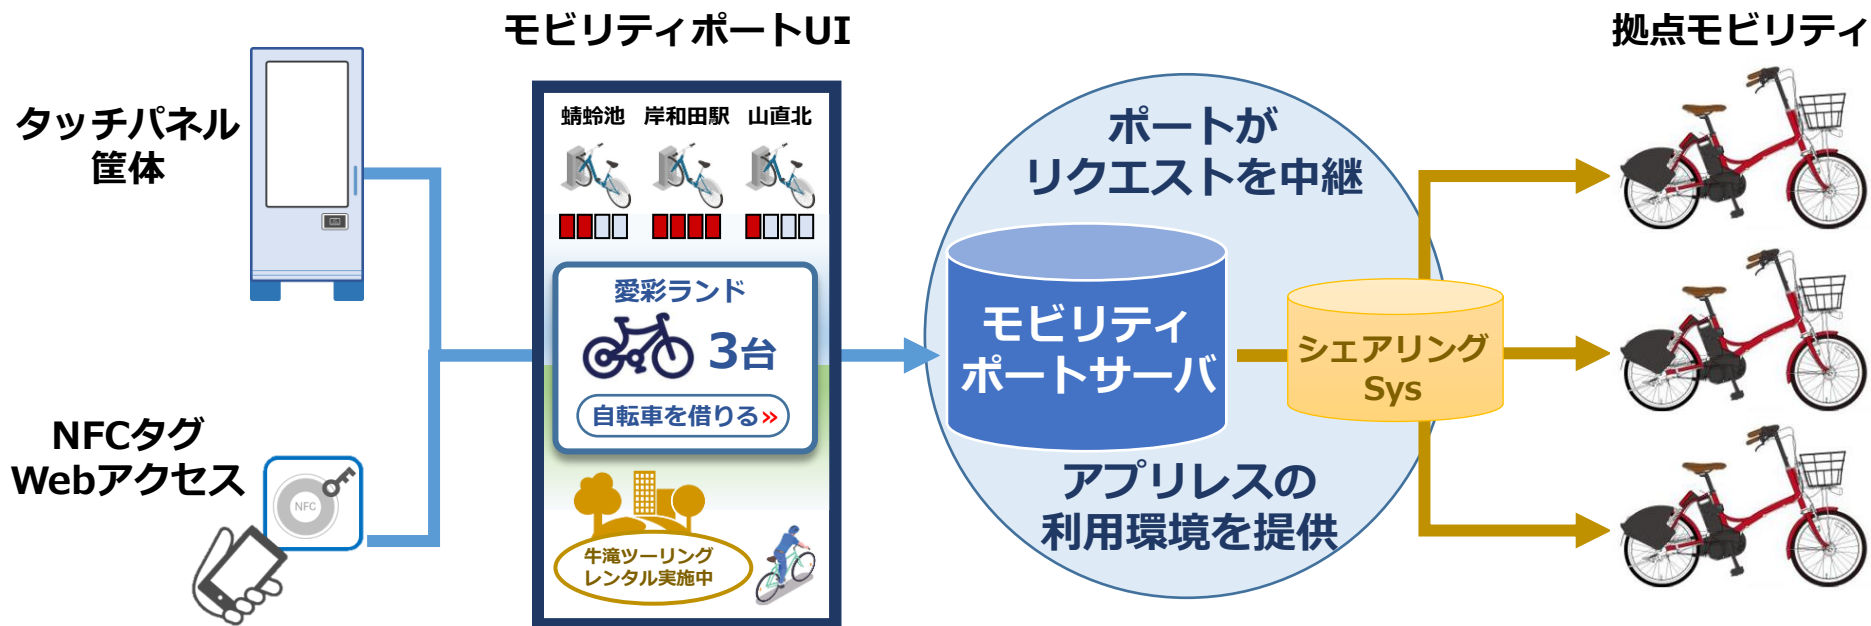 モビリティポートUI
拠点モビリティ
タッチパネル
筐体
蜻蛉池 岸和田駅 山直北
愛彩ランド
3台
自転車を借りる»
NFCタグ
Webアクセス
NFC
牛滝ツーリング
レンタル実施中
ポートが
リクエストを中継
モビリティ
ポートサーバ
シェアリング
Sys
アプリレスの
利用環境を提供